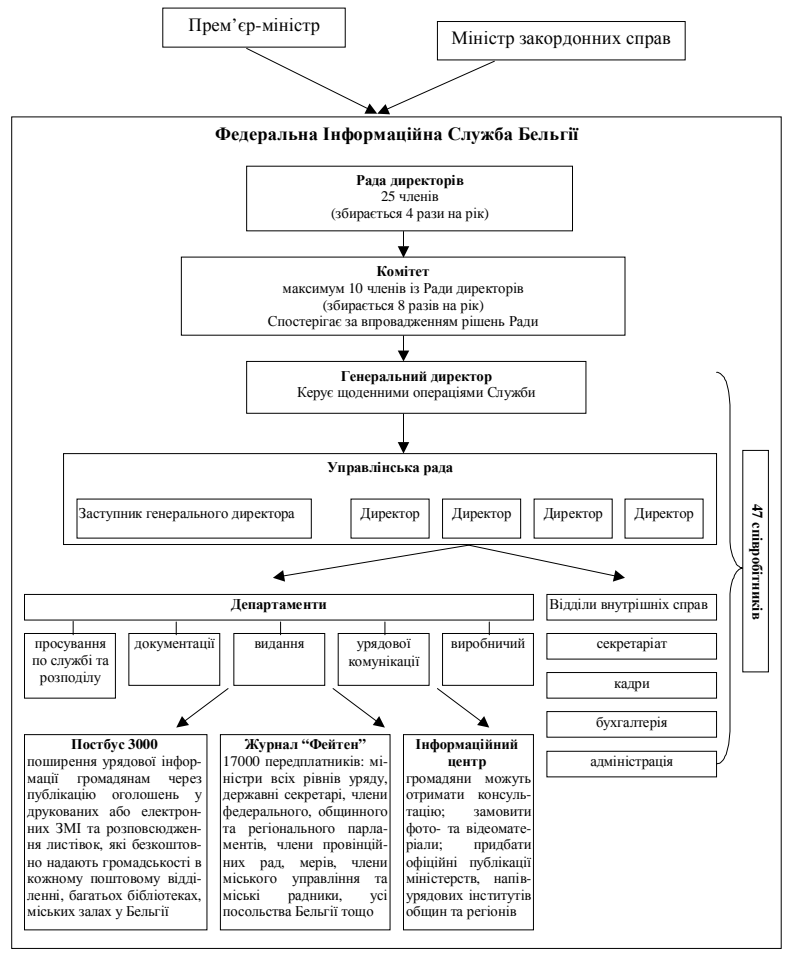 Прем’єр-міністр
Міністр закордонних справ
Федеральна Інформаційна Служба Бельгії
Рада директорів
25 членів
(збирається 4 рази на рік)
Комітет
максимум 10 членів із Ради директорів
(збирається 8 разів на рік)
Спостерігає за впровадженням рішень Ради
Генеральний директор
Керує щоденними операціями Служби
Управлінська рада
Заступник генерального директора
Директор
Директор
Директор
Директор
47 співробітників
Департаменти
просування
по службі та
розподілу
документації
видання
урядової
комунікації
виробничий
Відділи внутрішніх справ
секретаріат
кадри
бухгалтерія
адміністрація
Постбус 3000
поширення урядової інфор-
мації громадянам через
публікацію оголошень у
друкованих або електрон-
них ЗМІ та розповсюджен-
ня листівок, які безкоштов-
но надають громадськості в
кожному поштовому відді-
ленні, багатьох бібліотеках,
міських залах у Бельгії
Журнал “Фейтен”
17000 передплатників: мі-
ністри всіх рівнів уряду,
державні секретарі, члени
федерального, общинного
та регіонального парла-
ментів, члени провінцій-
них рад, мерів, члени
міського управління та
міські радники, усі
посольства Бельгії тощо
Інформаційний
центр
громадяни можуть
отримати консуль-
тацію; замовити
фото- та відеомате-
ріали; придбати
офіційні публікації
міністерств, напів-
урядових інститутів
общин та регіонів